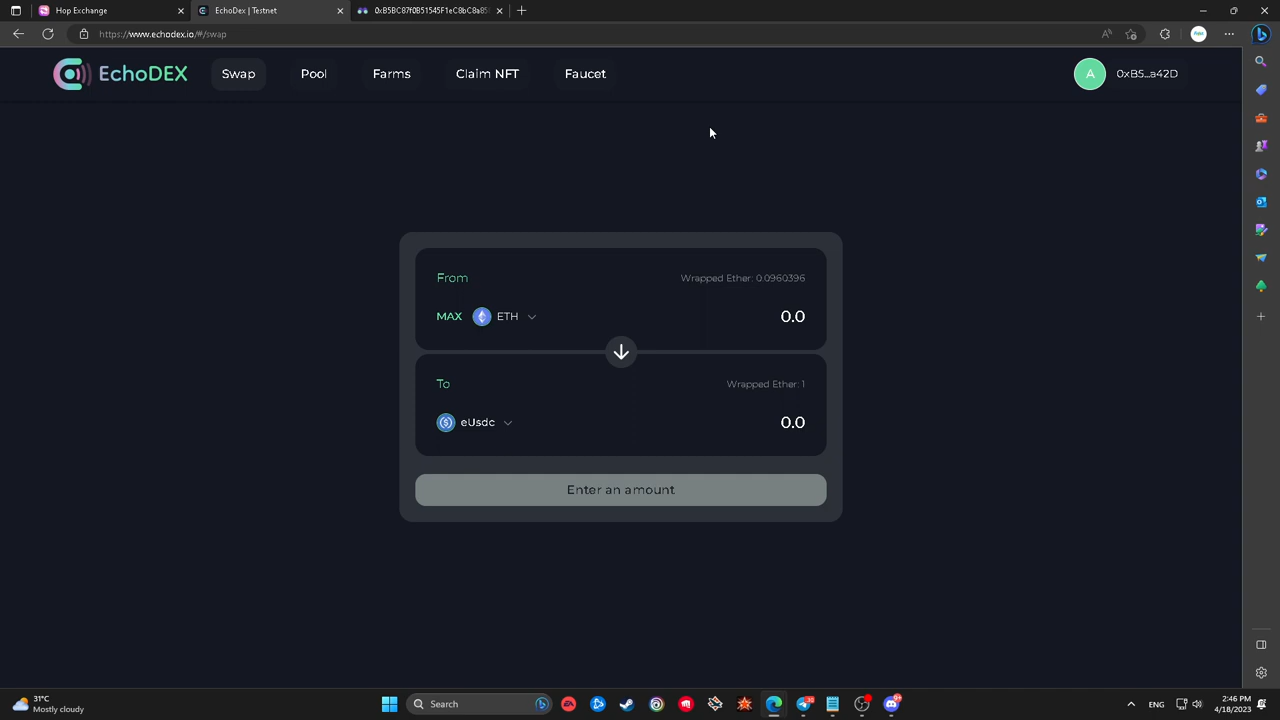 Hop Exchange
EchoDex | Testnet
0xB5BC87f0B51545F1eC8bC8a85
https://www.echodex.io/#/swap
EchoDEX
Swap
Pool
Farms
Claim NFT
Faucet
A
0xB5...a42D
From
Wrapped Ether: 0.0960396
MAX
ETH
0.0
To
Wrapped Ether: 1
eUsdc
0.0
Enter an amount
31°C
Mostly cloudy
Search
ENG
2:46 PM
4/18/2023